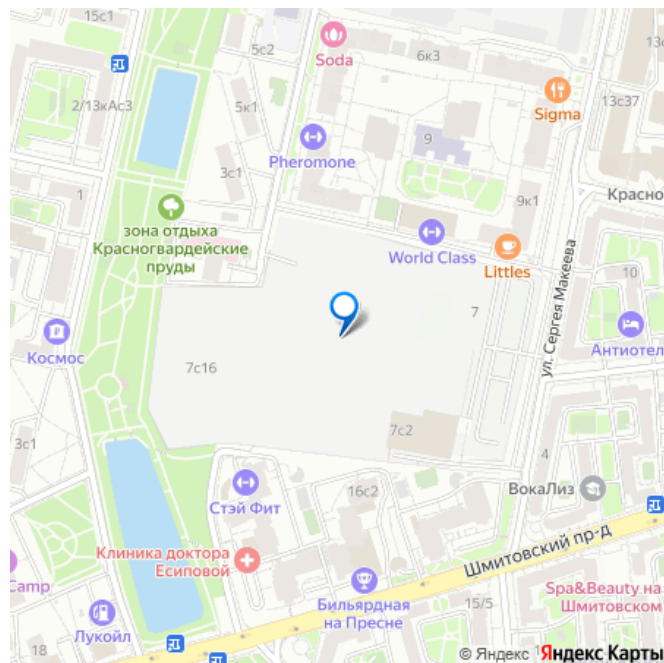 15с1
5с2
Soda
6к3
2/13кАс3
5к1
13с37
Sigma
9
Pheromone
3с1
1
9к1
Красно
зона отдыха
Красногвардейские
пруды
World Class
Littles
ул. Сергея Макеева
10
7
Космос
Антиотел
7с16
7с2
3с1
4
16с2
ВокаЛиз
Стэй Фит
Шмитовский пр-д
Клиника доктора
Есиповой
Camp
Бильярдная
на Пресне
15/5
Spa&Beauty на
Шмитовском
Лукойл
18
© Яндекс
Яндекс Карты